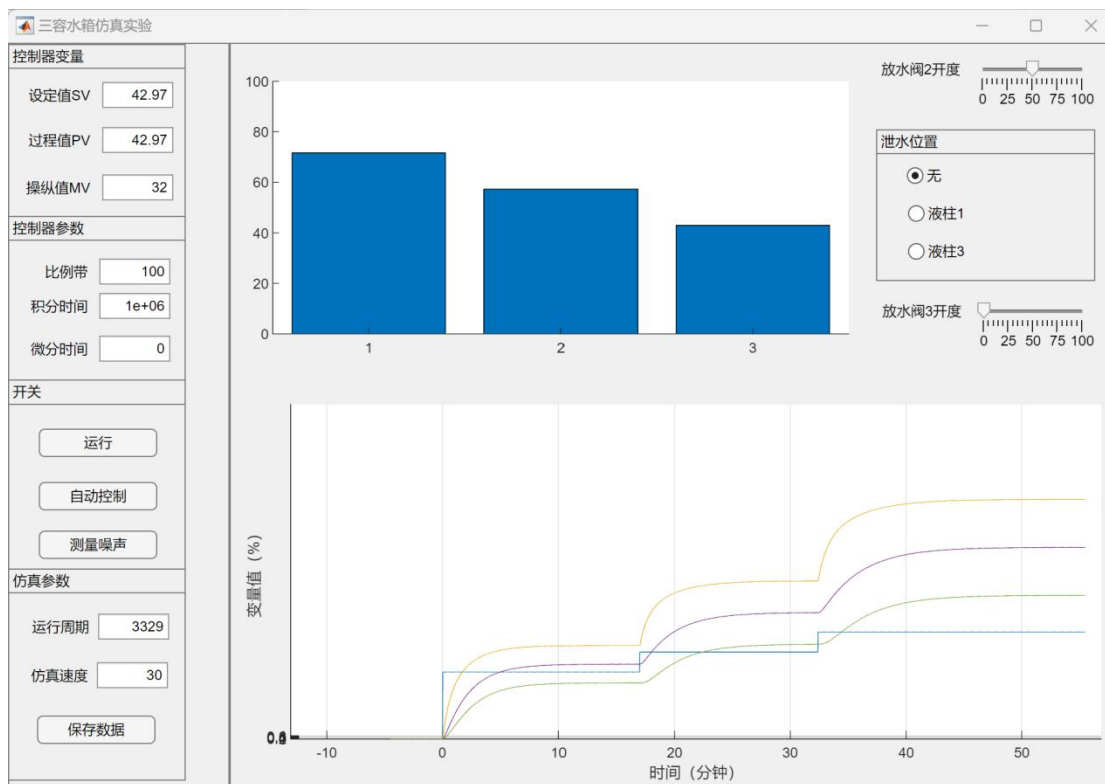 三容水箱仿真实验
控制器变量
设定值SV 42.97
过程值PV 42.97
操纵值MV 32
控制器参数
比例带 100
积分时间 1e+06
微分时间 0
开关
运行
自动控制
测量噪声
仿真参数
运行周期 3329
仿真速度 30
保存数据
100
80
60
40
20
0
1 2 3
放水阀2开度
0 25 50 75 100
泄水位置
无
液柱1
液柱3
放水阀3开度
0 25 50 75 100
变量值（%）
-10 0 10 20 30 40 50
时间（分钟）